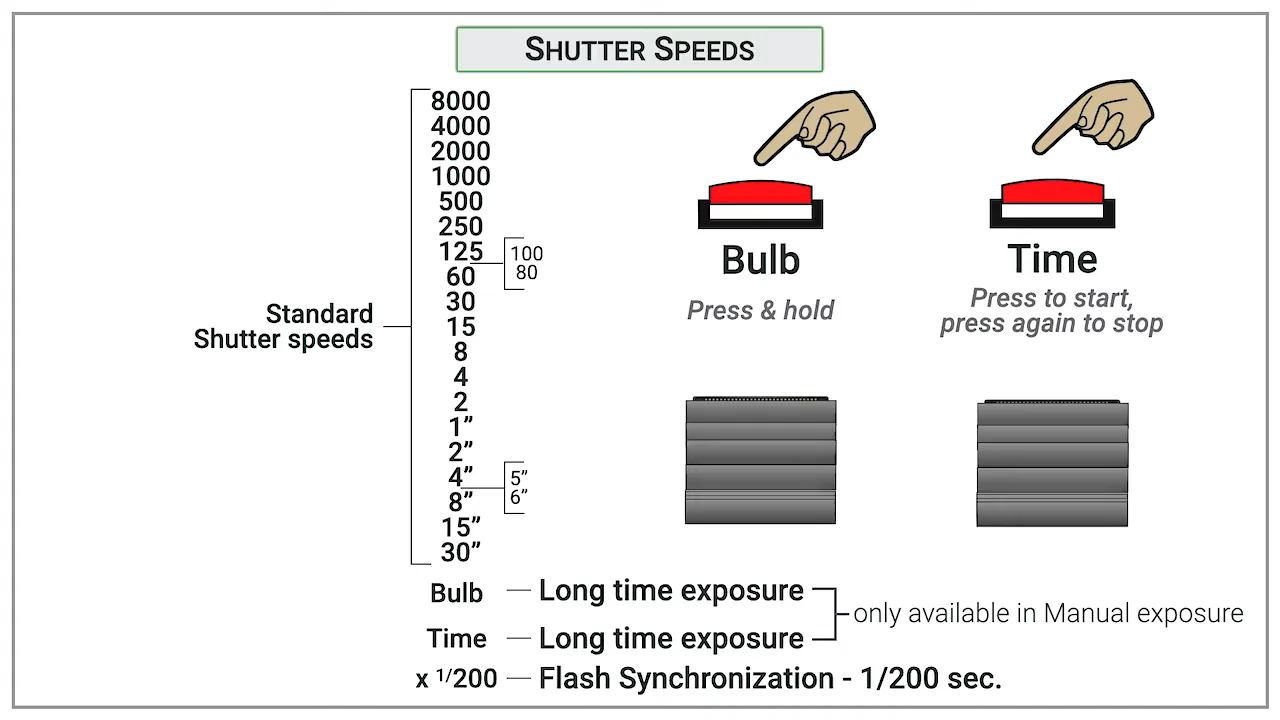 SHUTTER SPEEDS
8000
4000
2000
1000
500
250
125
100
80
60
30
15
8
4
2
1”
2”
4”
5”
6”
8”
15”
30”
Standard
Shutter speeds
Bulb
Press & hold
Time
Press to start,
press again to stop
Bulb — Long time exposure
Time — Long time exposure
only available in Manual exposure
x 1/200 — Flash Synchronization - 1/200 sec.